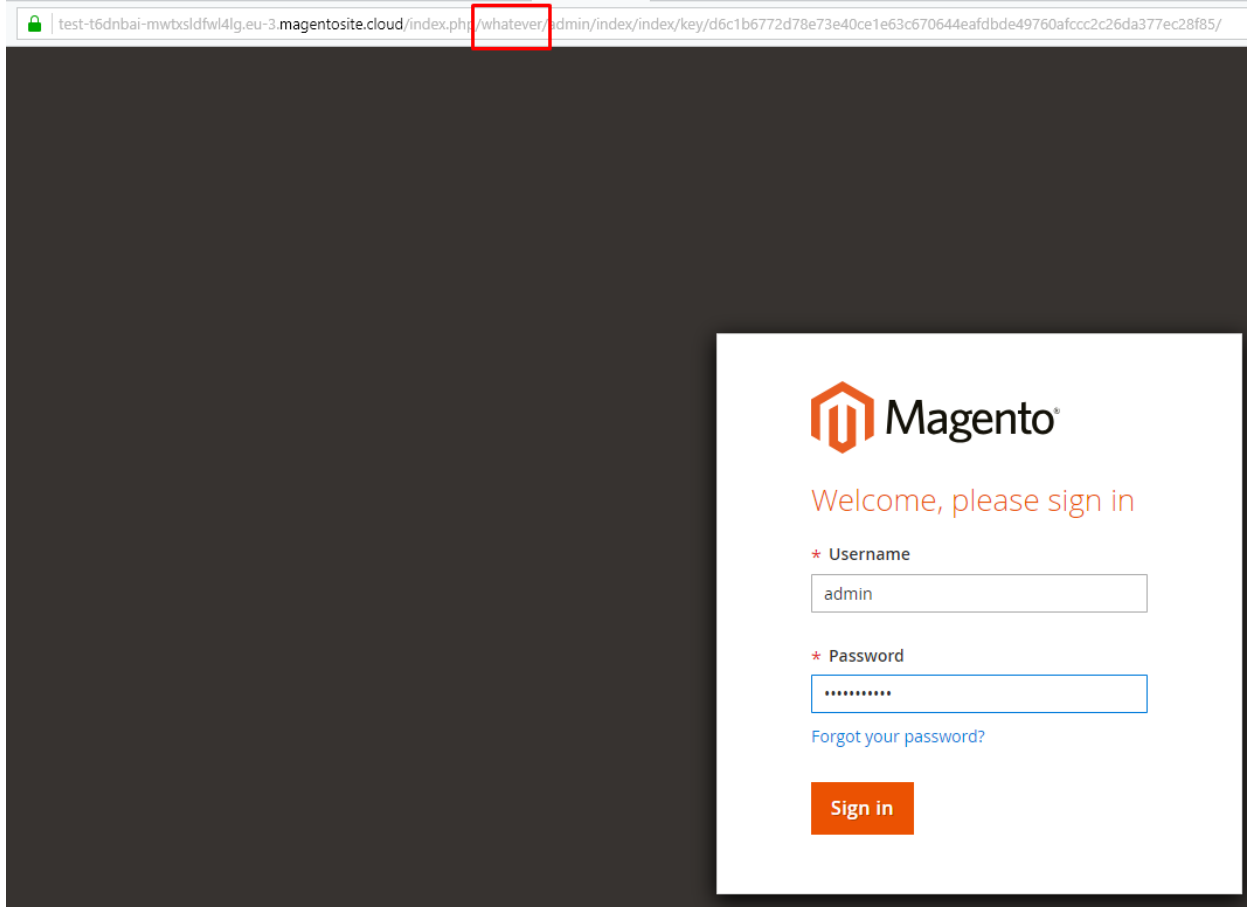 test-t6dnbai-mwtxsldfwl4lg.eu-3.magentosite.cloud/index.php/whatever/admin/index/index/key/d6c1b6772d78e73e40ce1e63c670644eafdbde49760afccc2c26da377ec28f85/
Magento®
Welcome, please sign in
* Username
admin
* Password
•••••••••••
Forgot your password?
Sign in